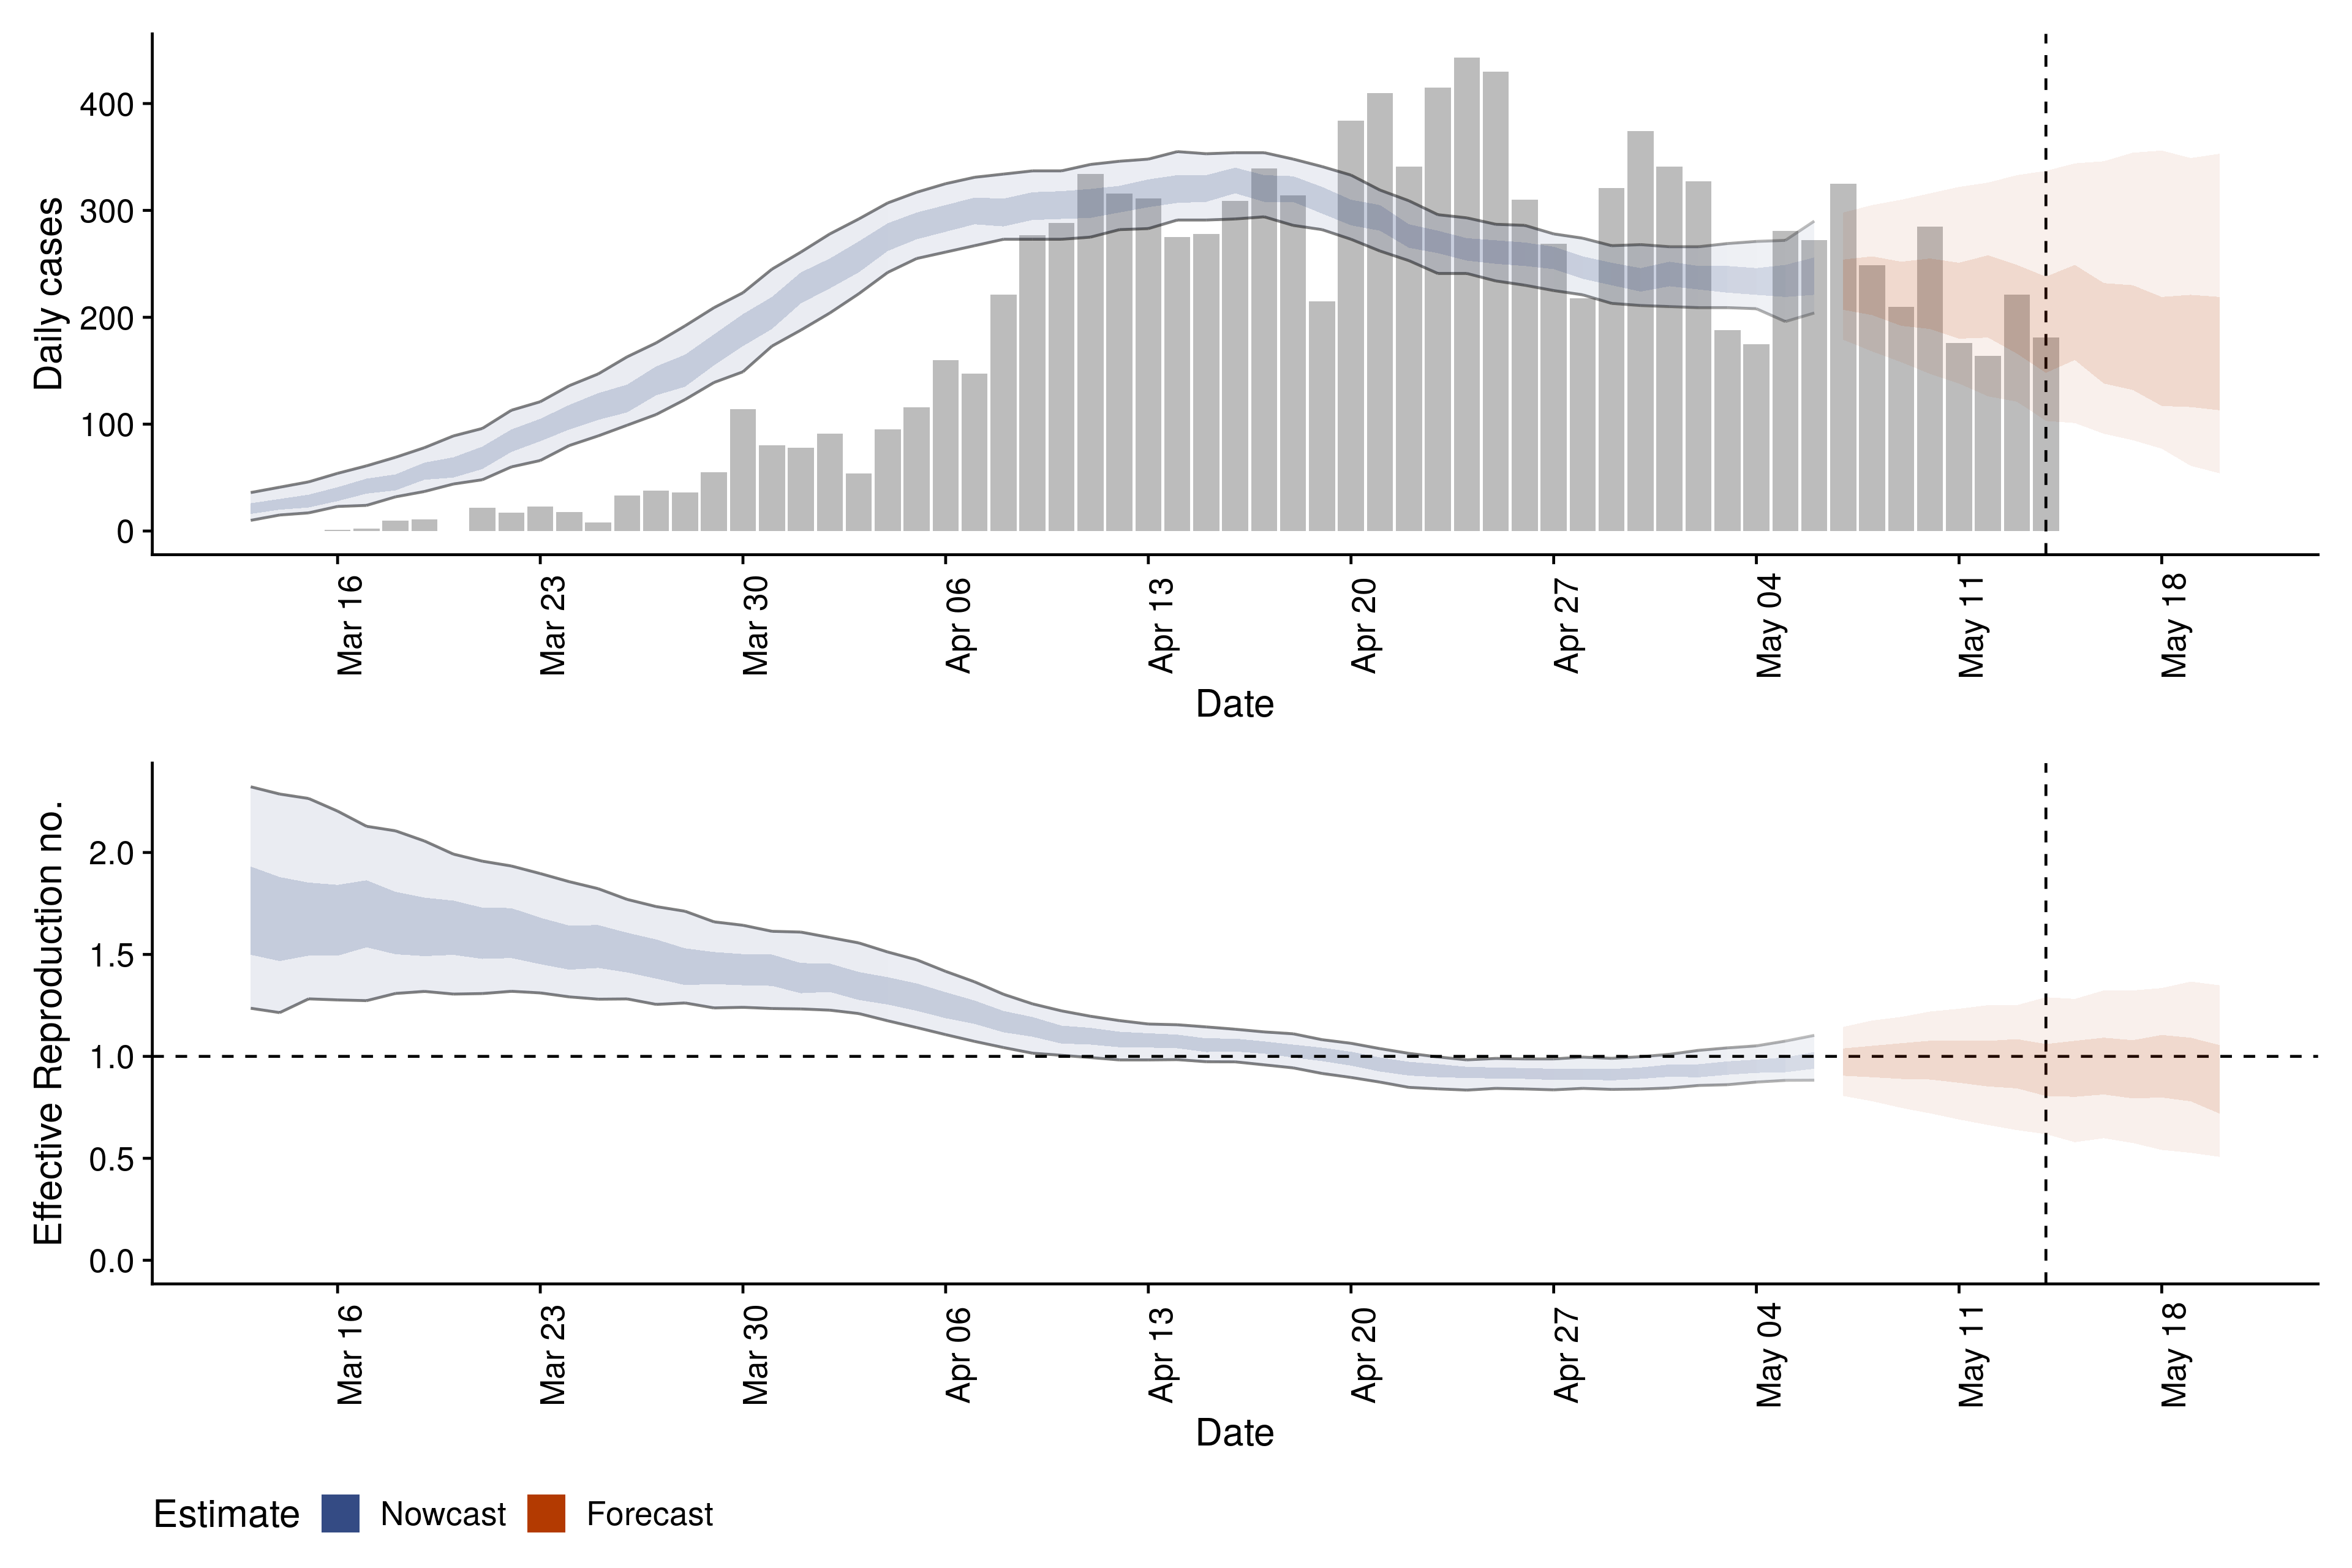 Daily cases
400
300
200
100
0
Mar 16
Mar 23
Mar 30
Apr 06
Apr 13
Apr 20
Apr 27
May 04
May 11
May 18
Date
Effective Reproduction no.
2.0
1.5
1.0
0.5
0.0
Mar 16
Mar 23
Mar 30
Apr 06
Apr 13
Apr 20
Apr 27
May 04
May 11
May 18
Date
Estimate Nowcast Forecast